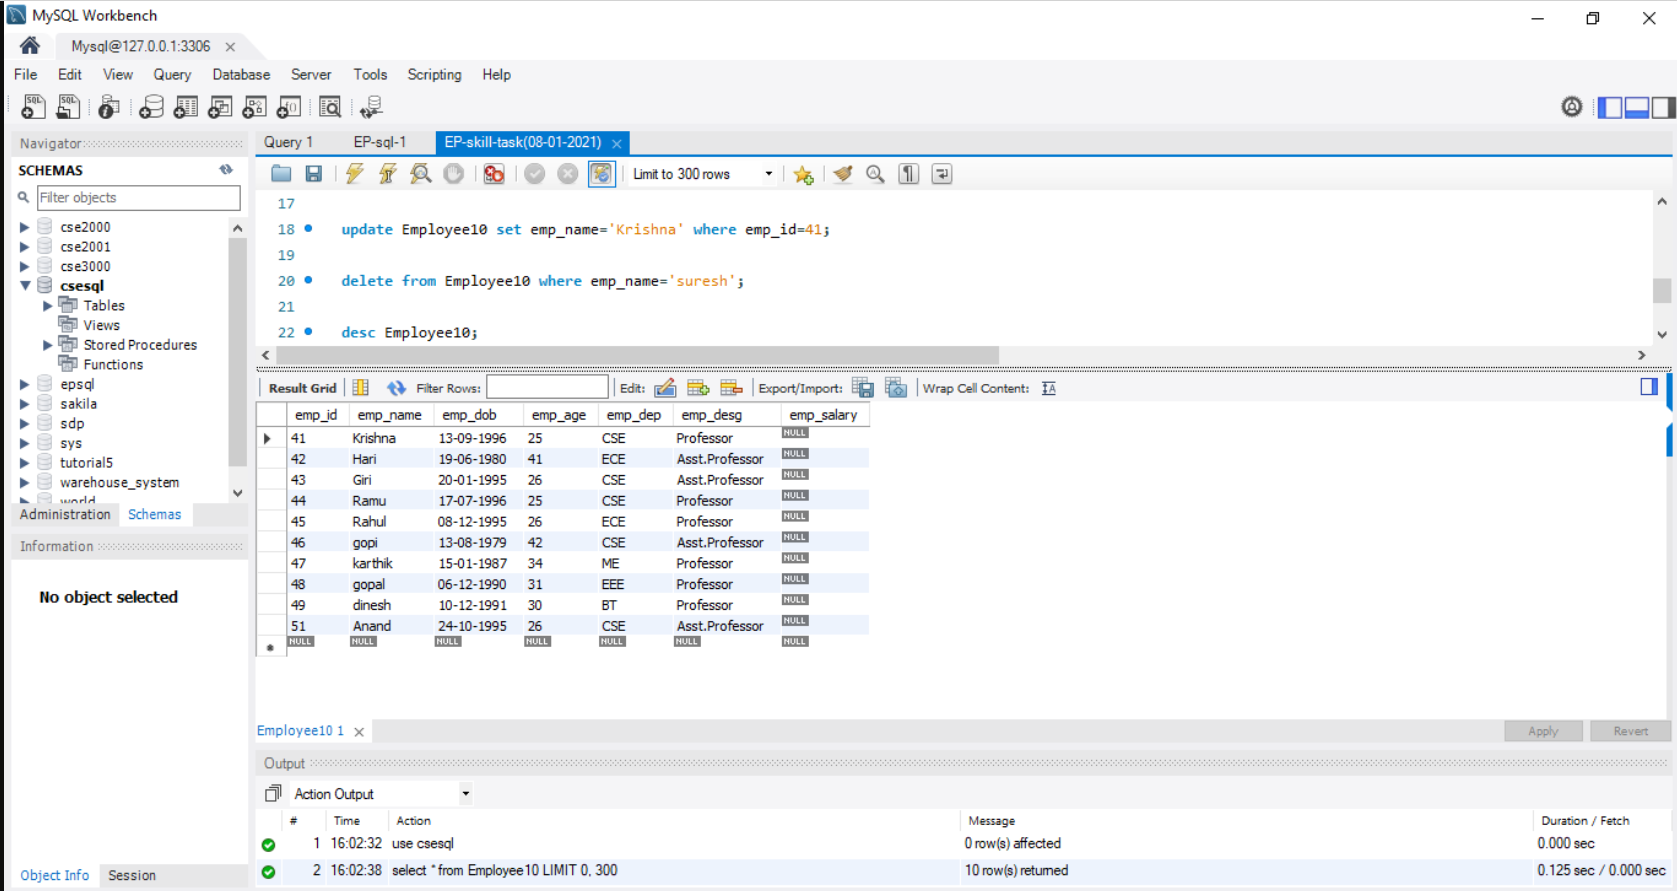 MySQL Workbench
Mysql@127.0.0.1:3306
File Edit View Query Database Server Tools Scripting Help
Navigator
SCHEMAS
Filter objects
cse2000
cse2001
cse3000
csesql
Tables
Views
Stored Procedures
Functions
epsql
sakila
sdp
sys
tutorial5
warehouse_system
world
Administration Schemas
Information
No object selected
Object Info Session
Query 1 EP-sql-1 EP-skill-task(08-01-2021)
Limit to 300 rows
17
18 update Employee10 set emp_name='Krishna' where emp_id=41;
19
20 delete from Employee10 where emp_name='suresh';
21
22 desc Employee10;
Result Grid Filter Rows: Edit: Export/Import: Wrap Cell Content:
emp_id emp_name emp_dob emp_age emp_dep emp_desg emp_salary
41 Krishna 13-09-1996 25 CSE Professor NULL
42 Hari 19-06-1980 41 ECE Asst.Professor NULL
43 Giri 20-01-1995 26 CSE Asst.Professor NULL
44 Ramu 17-07-1996 25 CSE Professor NULL
45 Rahul 08-12-1995 26 ECE Professor NULL
46 gopi 13-08-1979 42 CSE Asst.Professor NULL
47 karthik 15-01-1987 34 ME Professor NULL
48 gopal 06-12-1990 31 EEE Professor NULL
49 dinesh 10-12-1991 30 BT Professor NULL
51 Anand 24-10-1995 26 CSE Asst.Professor NULL
NULL NULL NULL NULL NULL NULL NULL
Employee10 1
Apply Revert
Output
Action Output
# Time Action Message Duration / Fetch
1 16:02:32 use csesql 0 row(s) affected 0.000 sec
2 16:02:38 select * from Employee10 LIMIT 0, 300 10 row(s) returned 0.125 sec / 0.000 sec